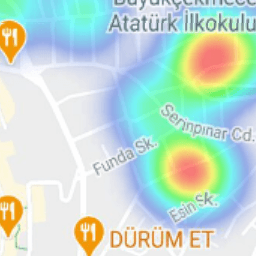 Büyükçekmece
Atatürk İlkokulu
Serinpınar Cd.
Funda Sk.
Esin Sk.
DÜRÜM ET